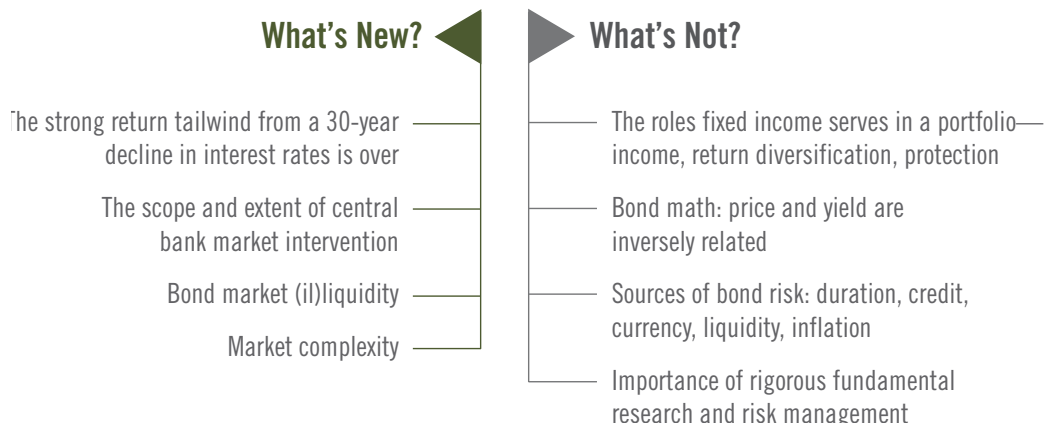 What's New?
The strong return tailwind from a 30-year
decline in interest rates is over
The scope and extent of central
bank market intervention
Bond market (il)liquidity
Market complexity
What's Not?
The roles fixed income serves in a portfolio—
income, return diversification, protection
Bond math: price and yield are
inversely related
Sources of bond risk: duration, credit,
currency, liquidity, inflation
Importance of rigorous fundamental
research and risk management